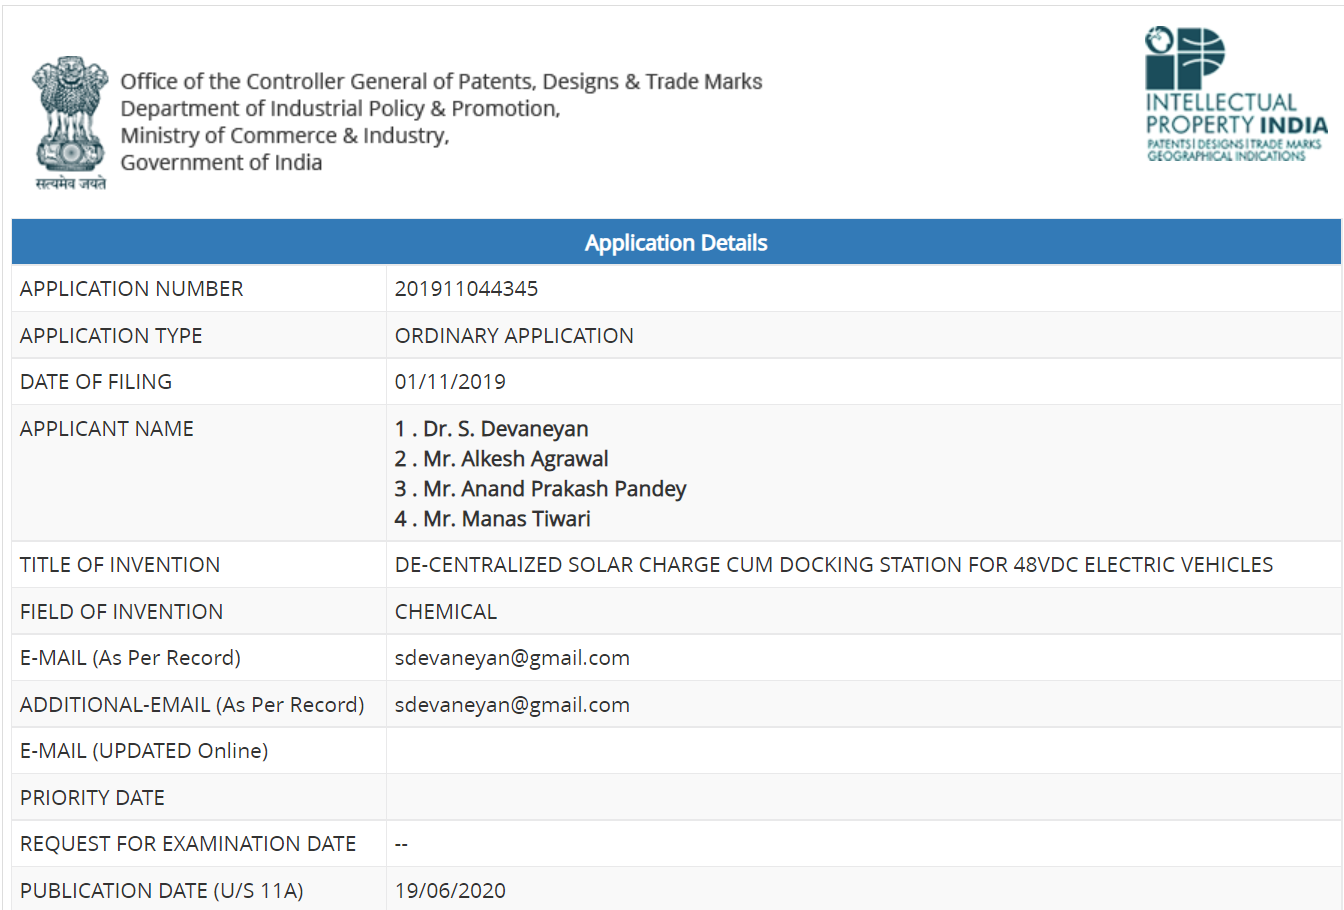 सत्यमेव जयते
Office of the Controller General of Patents, Designs & Trade Marks
Department of Industrial Policy & Promotion,
Ministry of Commerce & Industry,
Government of India
INTELLECTUAL
PROPERTY INDIA
PATENTS | DESIGNS | TRADE MARKS
GEOGRAPHICAL INDICATIONS
Application Details
APPLICATION NUMBER 201911044345
APPLICATION TYPE ORDINARY APPLICATION
DATE OF FILING 01/11/2019
APPLICANT NAME 1 . Dr. S. Devaneyan
2 . Mr. Alkesh Agrawal
3 . Mr. Anand Prakash Pandey
4 . Mr. Manas Tiwari
TITLE OF INVENTION DE-CENTRALIZED SOLAR CHARGE CUM DOCKING STATION FOR 48VDC ELECTRIC VEHICLES
FIELD OF INVENTION CHEMICAL
E-MAIL (As Per Record) sdevaneyan@gmail.com
ADDITIONAL-EMAIL (As Per Record) sdevaneyan@gmail.com
E-MAIL (UPDATED Online)
PRIORITY DATE
REQUEST FOR EXAMINATION DATE --
PUBLICATION DATE (U/S 11A) 19/06/2020